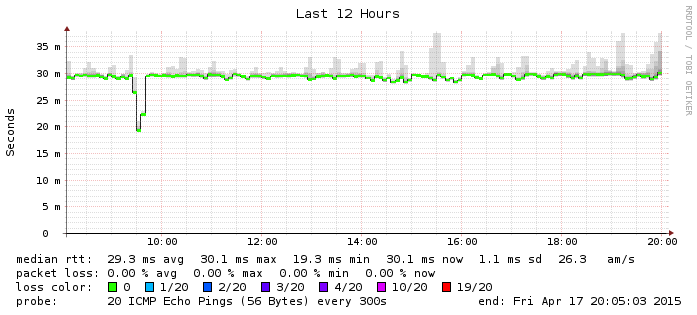 Last 12 Hours
RRDTOOL / TOBI OETIKER
Seconds
35 m
30 m
25 m
20 m
15 m
10 m
5 m
0
10:00 12:00 14:00 16:00 18:00 20:00
median rtt: 29.3 ms avg 30.1 ms max 19.3 ms min 30.1 ms now 1.1 ms sd 26.3 am/s
packet loss: 0.00 % avg 0.00 % max 0.00 % min 0.00 % now
loss color: 0 1/20 2/20 3/20 4/20 10/20 19/20
probe: 20 ICMP Echo Pings (56 Bytes) every 300s end: Fri Apr 17 20:05:03 2015